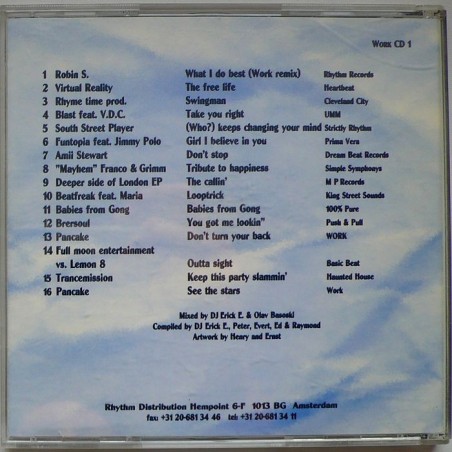 Work CD 1
1 Robin S. What I do best (Work remix) Rhythm Records
2 Virtual Reality The free life Heartbeat
3 Rhyme time prod. Swingman Cleveland City
4 Blast feat. V.D.C. Take you right UMM
5 South Street Player (Who?) keeps changing your mind Strictly Rhythm
6 Funtopia feat. Jimmy Polo Girl I believe in you Prima Vera
7 Amii Stewart Don't stop Dream Beat Records
8 "Mayhem" Franco & Grimm Tribute to happiness Simple Symphonys
9 Deeper side of London EP The callin' M P Records
10 Beatfreak feat. Maria Looptrick King Street Sounds
11 Babies from Gong Babies from Gong 100% Pure
12 Brersoul You got me lookin" Push & Pull
13 Pancake Don't turn your back WORK
14 Full moon entertainment
vs. Lemon 8 Outta sight Basic Beat
15 Trancemission Keep this party slammin' Hausted House
16 Pancake See the stars Work
Mixed by DJ Erick E. & Olav Basoski
Compiled by DJ Erick E., Peter, Evert, Ed & Raymond
Artwork by Henry and Ernst
Rhythm Distribution Hempoint 6-F 1013 BG Amsterdam
fax: +31 20-681 34 46 tel: +31 20-681 34 11